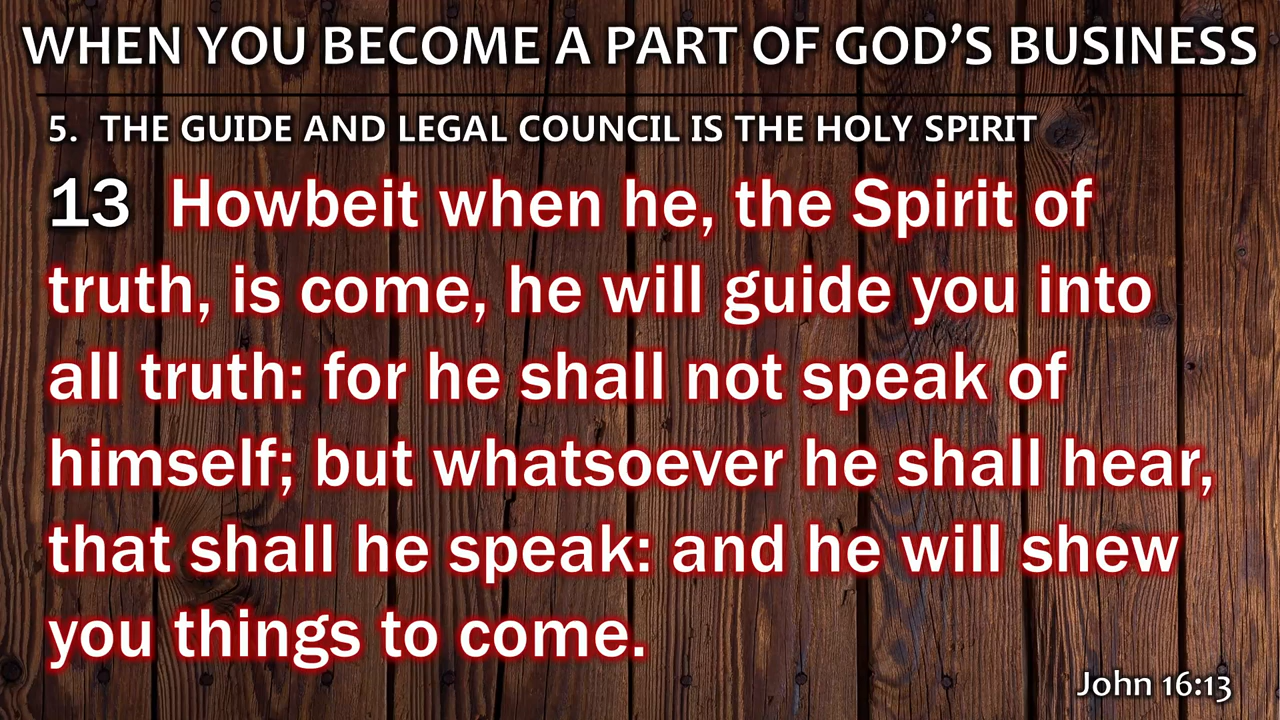 WHEN YOU BECOME A PART OF GOD’S BUSINESS
5. THE GUIDE AND LEGAL COUNCIL IS THE HOLY SPIRIT
13 Howbeit when he, the Spirit of
truth, is come, he will guide you into
all truth: for he shall not speak of
himself; but whatsoever he shall hear,
that shall he speak: and he will shew
you things to come.
John 16:13